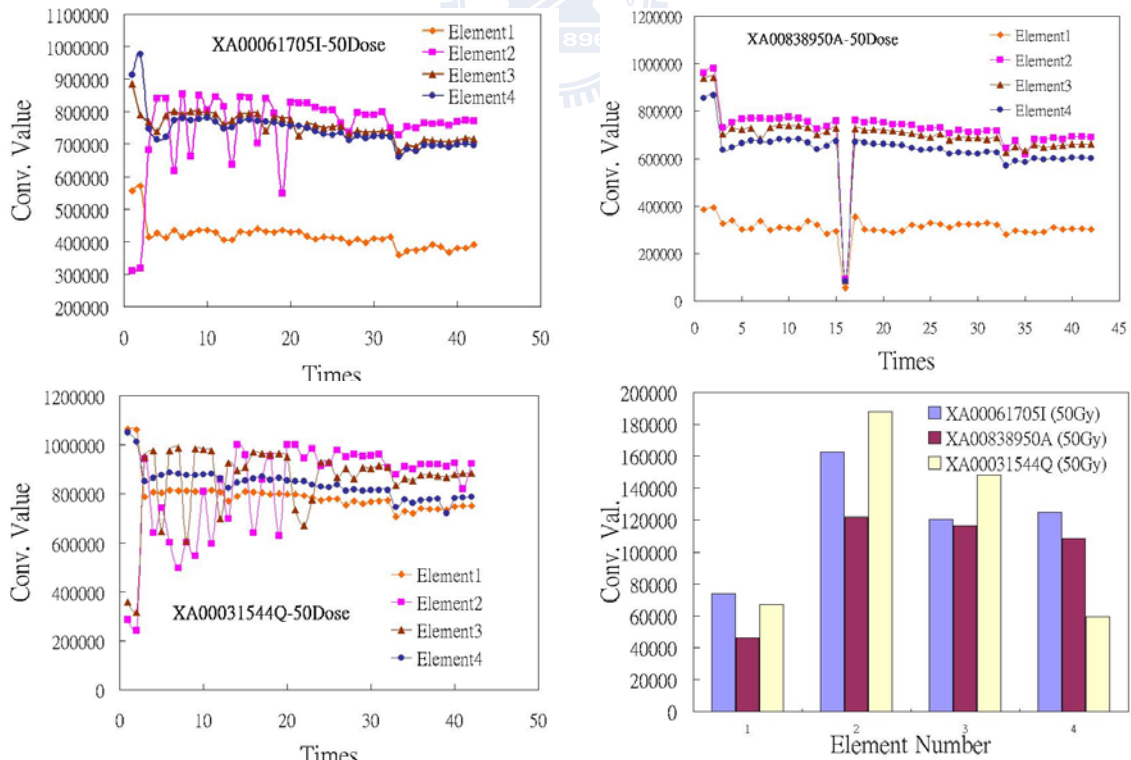 1100000
1000000
900000
800000
700000
600000
500000
400000
300000
200000
Conv. Value
XA00061705I-50Dose
Element1
Element2
Element3
Element4
0
10
20
30
40
50
Times
896
1200000
1000000
800000
600000
400000
200000
0
Conv. Value
XA00838950A-50Dose
Element1
Element2
Element3
Element4
0
5
10
15
20
25
30
35
40
45
Times
1200000
1000000
800000
600000
400000
200000
0
Conv. Value
XA00031544Q-50Dose
Element1
Element2
Element3
Element4
0
10
20
30
40
50
Times
200000
180000
160000
140000
120000
100000
80000
60000
40000
20000
0
Conv. Val.
XA00061705I (50Gy)
XA00838950A (50Gy)
XA00031544Q (50Gy)
1
2
3
4
Element Number